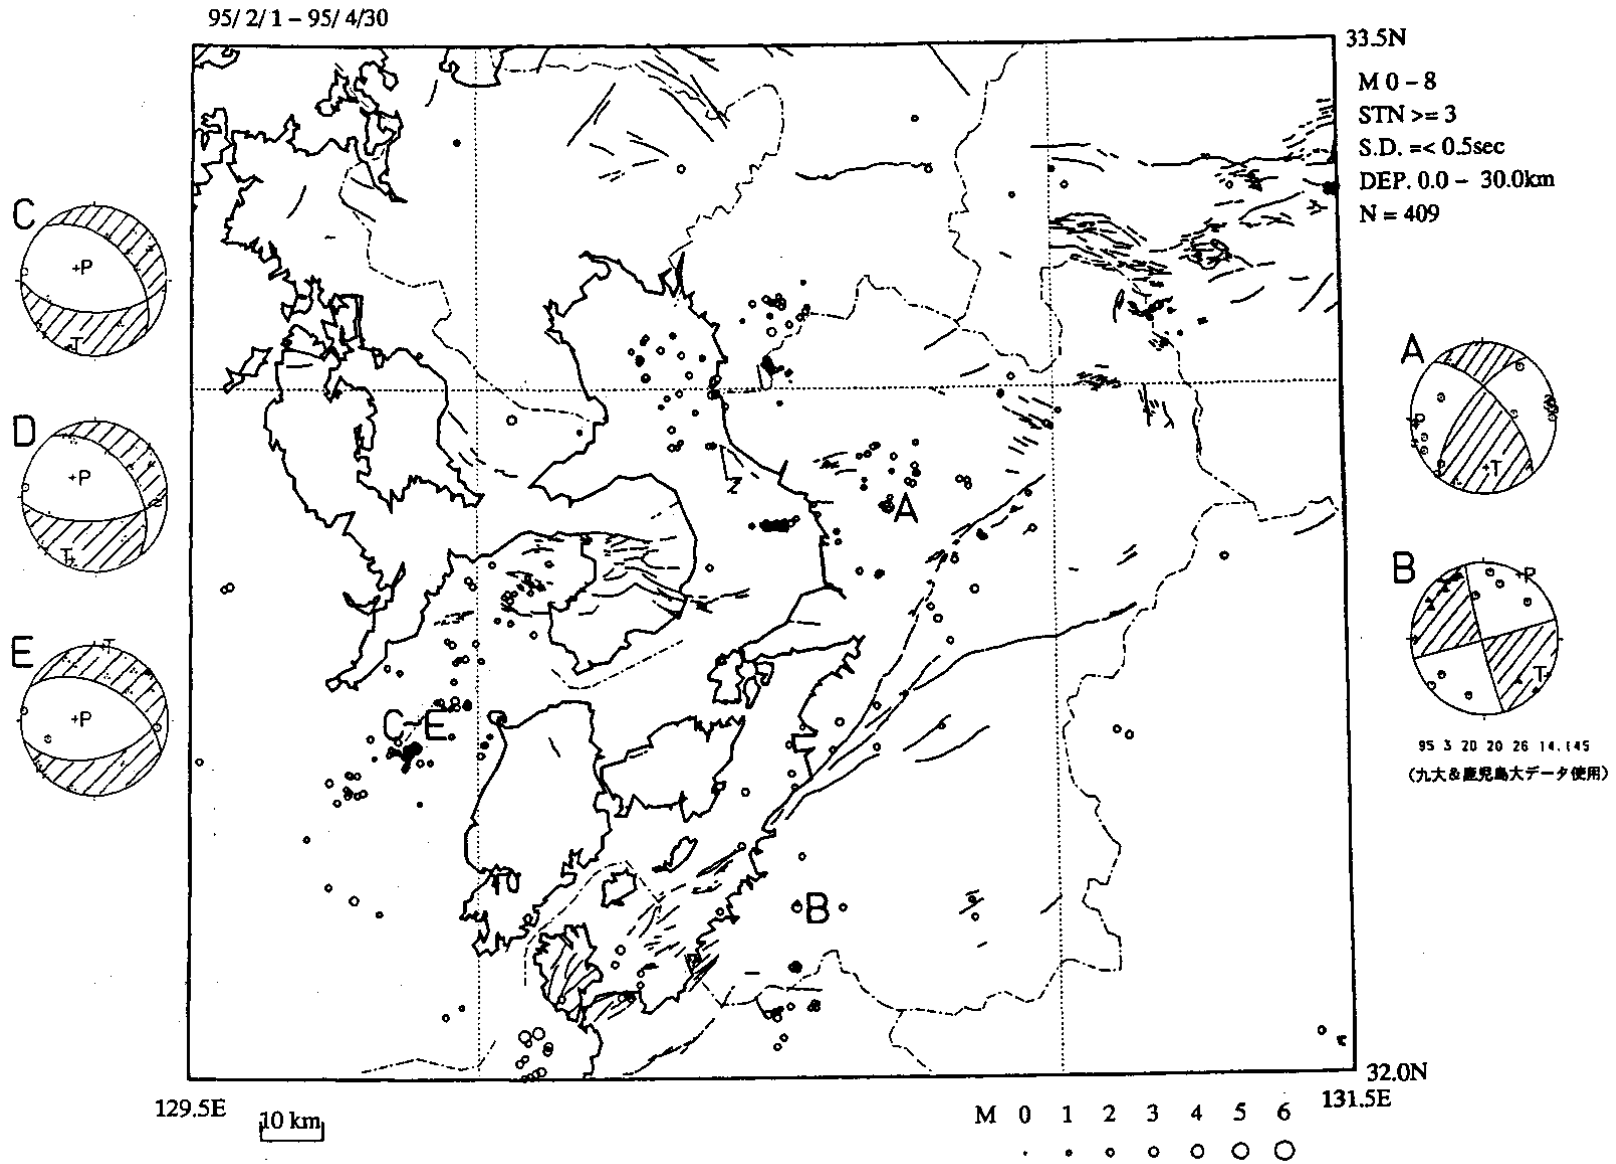 95/ 2/ 1 – 95/ 4/30
33.5N
M 0 – 8
STN >= 3
S.D. =< 0.5sec
DEP. 0.0 – 30.0km
N = 409
C
+P
T
D
+P
T
E
T
+P
A
P
+T
B
+P
T
95 3 20 20 26 14.145
(九大&鹿児島大データ使用)
A
C-E
B
32.0N
129.5E
131.5E
10 km
M 0 1 2 3 4 5 6